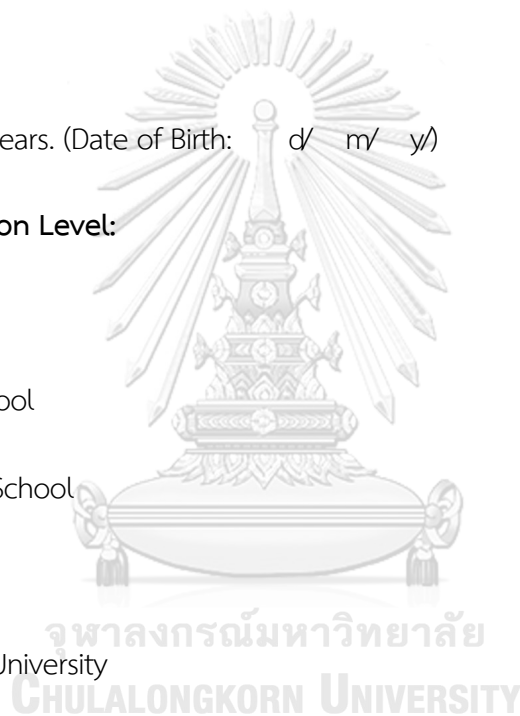 ears. (Date of Birth: d/ m/ y/)
on Level:
ool
School
จุฬาลงกรณ์มหาวิทยาลัย
University
CHULALONGKORN UNIVERSITY